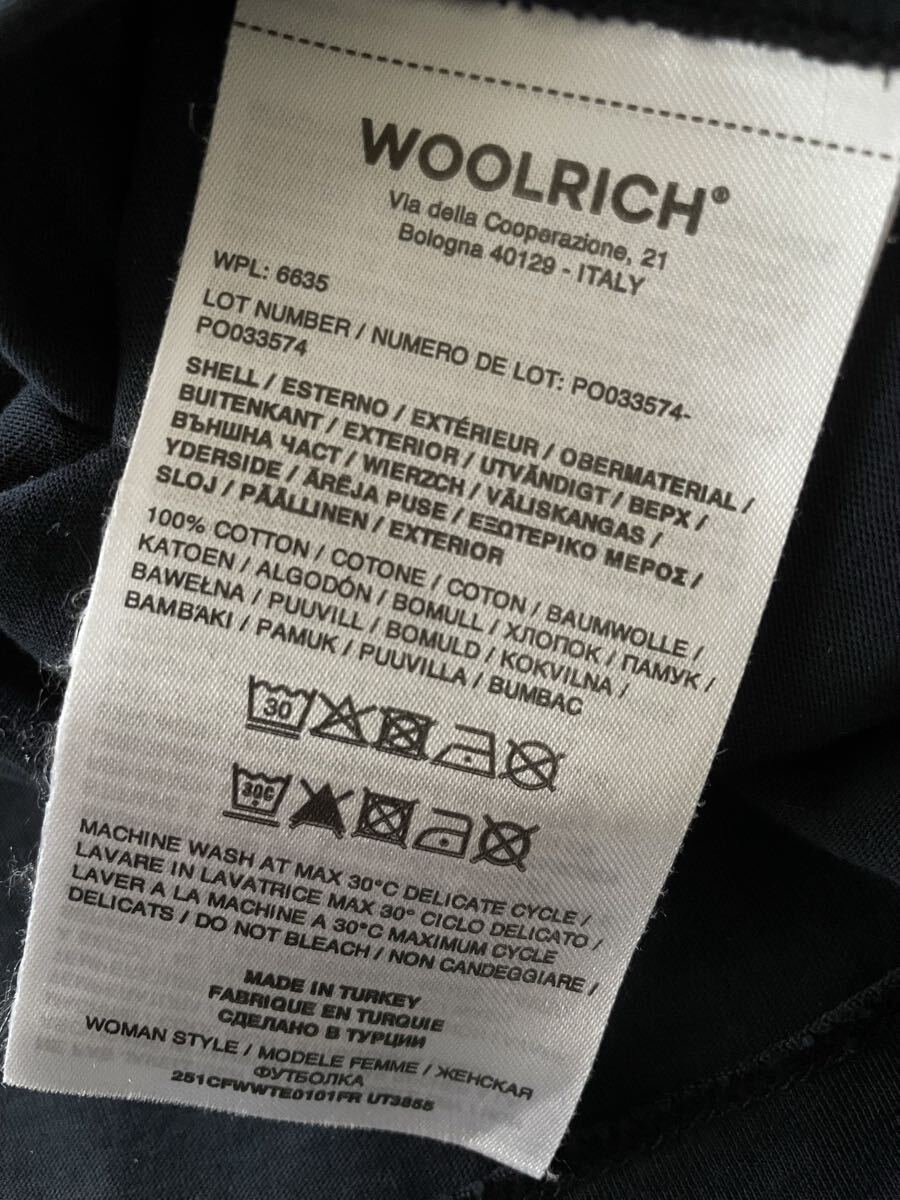 WOOLRICH®
Via della Cooperazione, 21
Bologna 40129 - ITALY
WPL: 6635
LOT NUMBER / NUMERO DE LOT: PO033574-
PO033574
SHELL / ESTERNO / EXTÉRIEUR / OBERMATERIAL /
BUITENKANT / EXTERIOR / UTVÄNDIGT / ВЕРХ /
ВЪНШНА ЧАСТ / WIERZCH / VÄLISKANGAS /
YDERSIDE / ĀRĒJA PUSE / ΕΞΩΤΕΡΙΚΟ ΜΕΡΟΣ /
SLOJ / PÄÄLLINEN / EXTERIOR
100% COTTON / COTONE / COTON / BAUMWOLLE /
KATOEN / ALGODÓN / BOMULL / ХЛОПОК / ПАМУК /
BAWEŁNA / PUUVILL / BOMULD / KOKVILNA /
ΒΑΜΒΆΚΙ / PAMUK / PUUVILLA / BUMBAC
30
30C
MACHINE WASH AT MAX 30°C DELICATE CYCLE /
LAVARE IN LAVATRICE MAX 30° CICLO DELICATO /
LAVER A LA MACHINE A 30°C MAXIMUM CYCLE
DELICATS / DO NOT BLEACH / NON CANDEGGIARE /
MADE IN TURKEY
FABRIQUE EN TURQUIE
СДЕЛАНО В ТУРЦИИ
WOMAN STYLE / MODELE FEMME / ЖЕНСКАЯ
ФУТБОЛКА
251CFWWTE0101FR UT3855